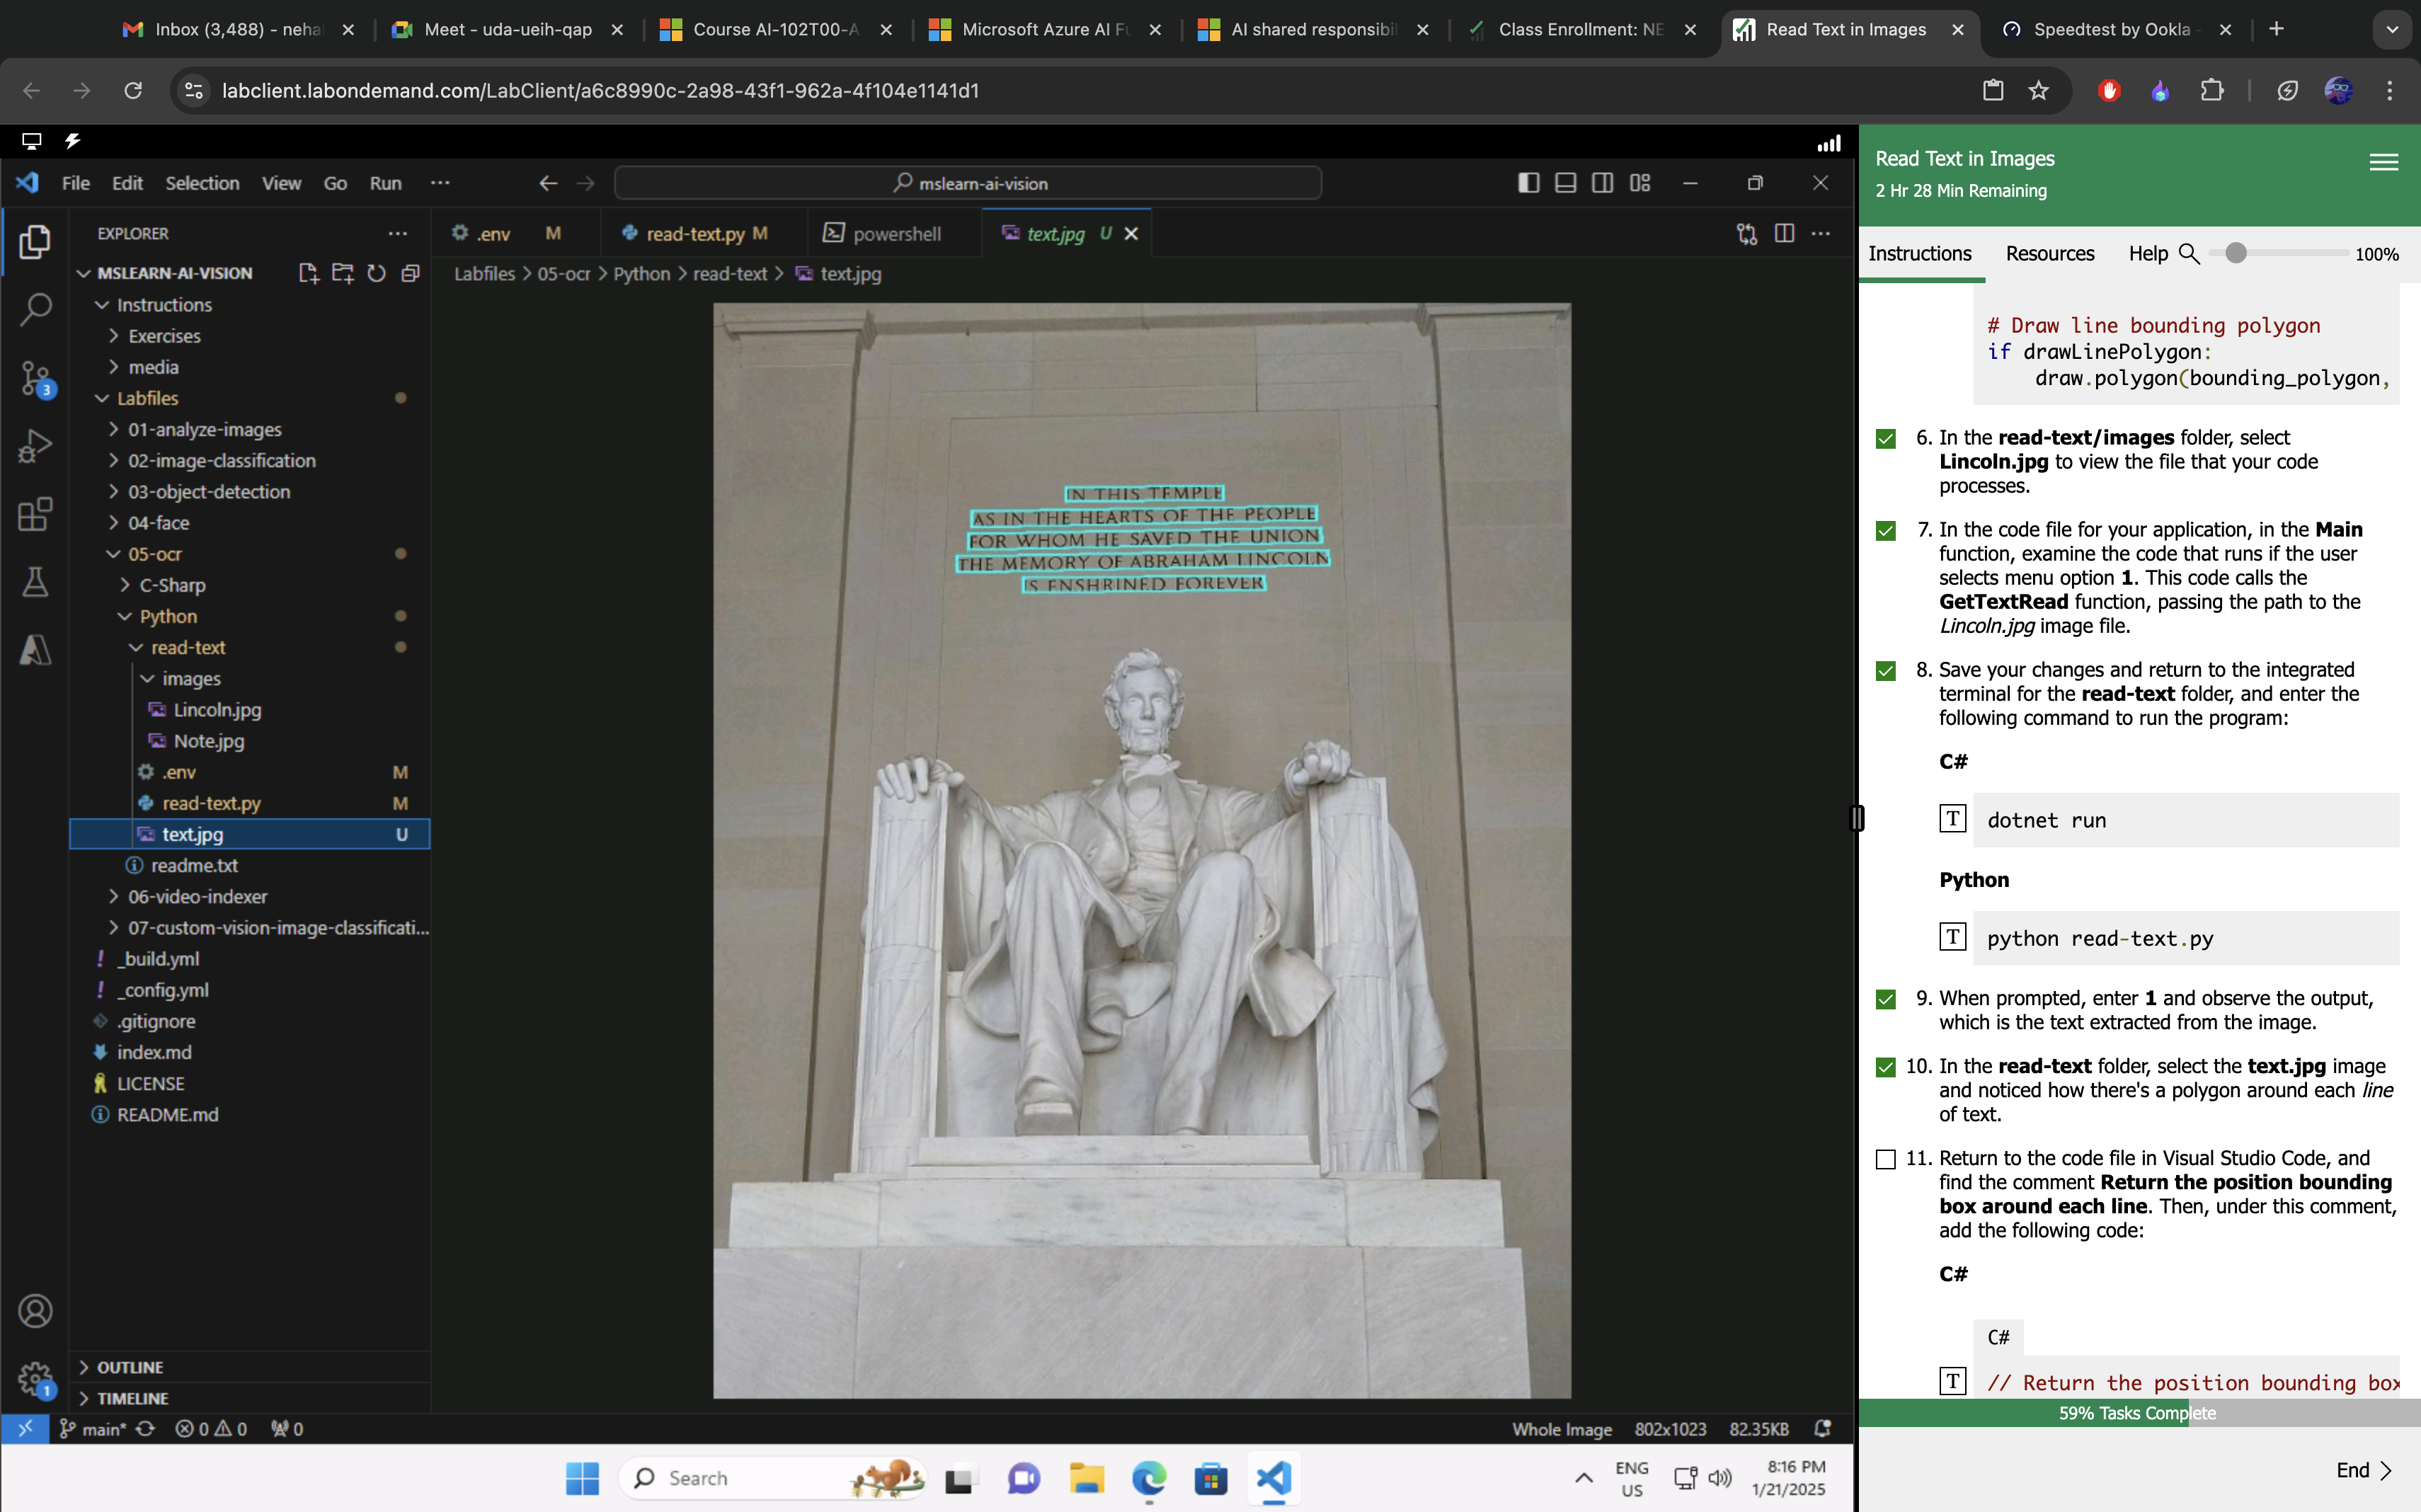 Inbox (3,488) - neha
Meet - uda-ueih-qap
Course AI-102T00-A
Microsoft Azure AI Fu
AI shared responsibil
Class Enrollment: NE
Read Text in Images
Speedtest by Ookla
labclient.labondemand.com/LabClient/a6c8990c-2a98-43f1-962a-4f104e1141d1
File Edit Selection View Go Run ···
mslearn-ai-vision
EXPLORER
MSLEARN-AI-VISION
Instructions
Exercises
media
Labfiles
01-analyze-images
02-image-classification
03-object-detection
04-face
05-ocr
C-Sharp
Python
read-text
images
Lincoln.jpg
Note.jpg
.env M
read-text.py M
text.jpg U
readme.txt
06-video-indexer
07-custom-vision-image-classificati...
_build.yml
_config.yml
.gitignore
index.md
LICENSE
README.md
OUTLINE
TIMELINE
3
1
.env M
read-text.py M
powershell
text.jpg U
Labfiles > 05-ocr > Python > read-text > text.jpg
IN THIS TEMPLE
AS IN THE HEARTS OF THE PEOPLE
FOR WHOM HE SAVED THE UNION
THE MEMORY OF ABRAHAM LINCOLN
IS ENSHRINED FOREVER
main* 0 0 0
Whole Image 802x1023 82.35KB
Search
ENG
US
8:16 PM
1/21/2025
Read Text in Images
2 Hr 28 Min Remaining
Instructions Resources Help 100%
# Draw line bounding polygon
if drawLinePolygon:
draw.polygon(bounding_polygon,
6. In the read-text/images folder, select
Lincoln.jpg to view the file that your code
processes.
7. In the code file for your application, in the Main
function, examine the code that runs if the user
selects menu option 1. This code calls the
GetTextRead function, passing the path to the
Lincoln.jpg image file.
8. Save your changes and return to the integrated
terminal for the read-text folder, and enter the
following command to run the program:
C#
T dotnet run
Python
T python read-text.py
9. When prompted, enter 1 and observe the output,
which is the text extracted from the image.
10. In the read-text folder, select the text.jpg image
and noticed how there's a polygon around each line
of text.
11. Return to the code file in Visual Studio Code, and
find the comment Return the position bounding
box around each line. Then, under this comment,
add the following code:
C#
C#
T // Return the position bounding box
59% Tasks Complete
End